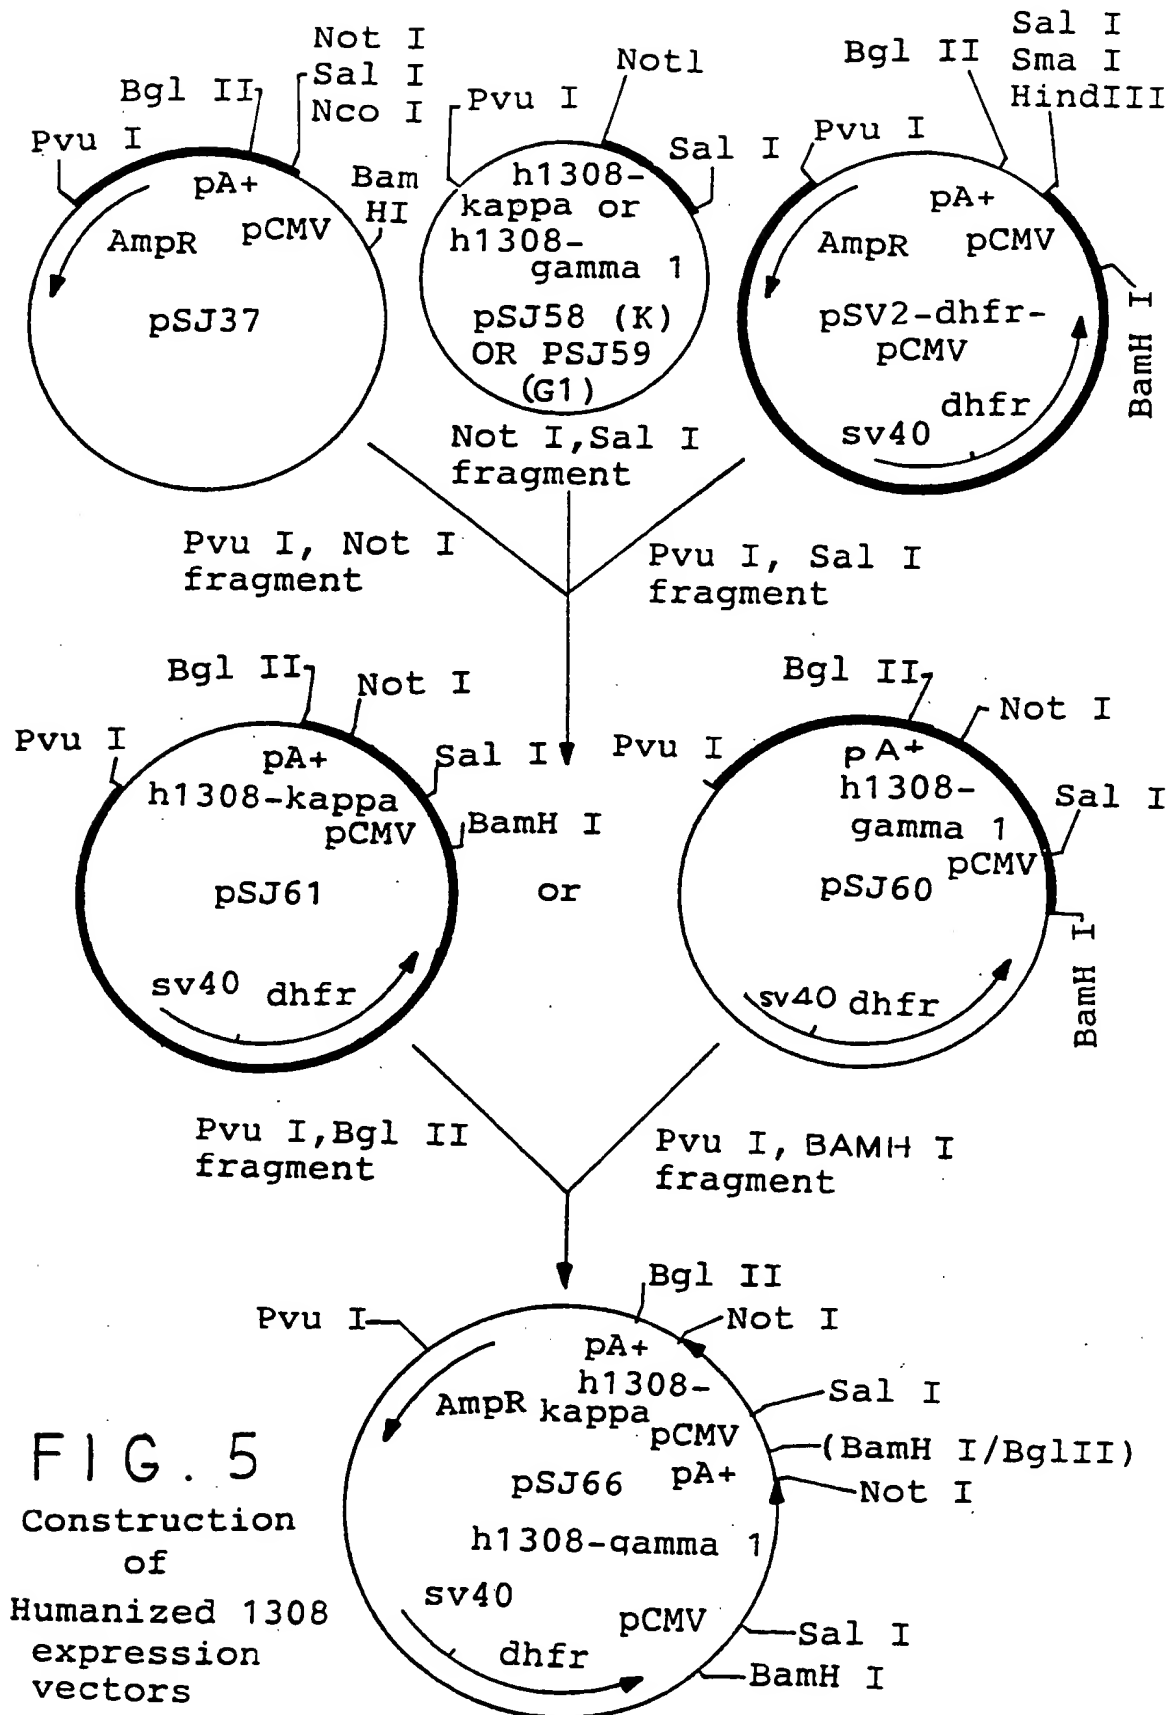 Not I
Sal I
Nco I
Bgl II
Pvu I
pA+
Bam
HI
AmpR
pCMV
pSJ37
Not1
Pvu I
Sal I
h1308-
kappa or
h1308-
gamma 1
pSJ58 (K)
OR PSJ59
(G1)
Sal I
Sma I
HindIII
Bgl II
Pvu I
pA+
AmpR
pCMV
pSV2-dhfr-
pCMV
BamH I
dhfr
sv40
Not I,Sal I
fragment
Pvu I, Not I
fragment
Pvu I, Sal I
fragment
Bgl II
Not I
Pvu I
pA+
Sal I
h1308-kappa
pCMV
BamH I
pSJ61
sv40
dhfr
or
Bgl II
Not I
Pvu I
pA+
h1308-
gamma 1
Sal I
pCMV
pSJ60
BamH I
sv40
dhfr
Pvu I,Bgl II
fragment
Pvu I, BAMH I
fragment
Bgl II
Pvu I
Not I
pA+
h1308-
kappa
AmpR
Sal I
pCMV
(BamH I/BglII)
pA+
pSJ66
Not I
h1308-gamma 1
sv40
pCMV
dhfr
Sal I
BamH I
FIG. 5
Construction
of
Humanized 1308
expression
vectors